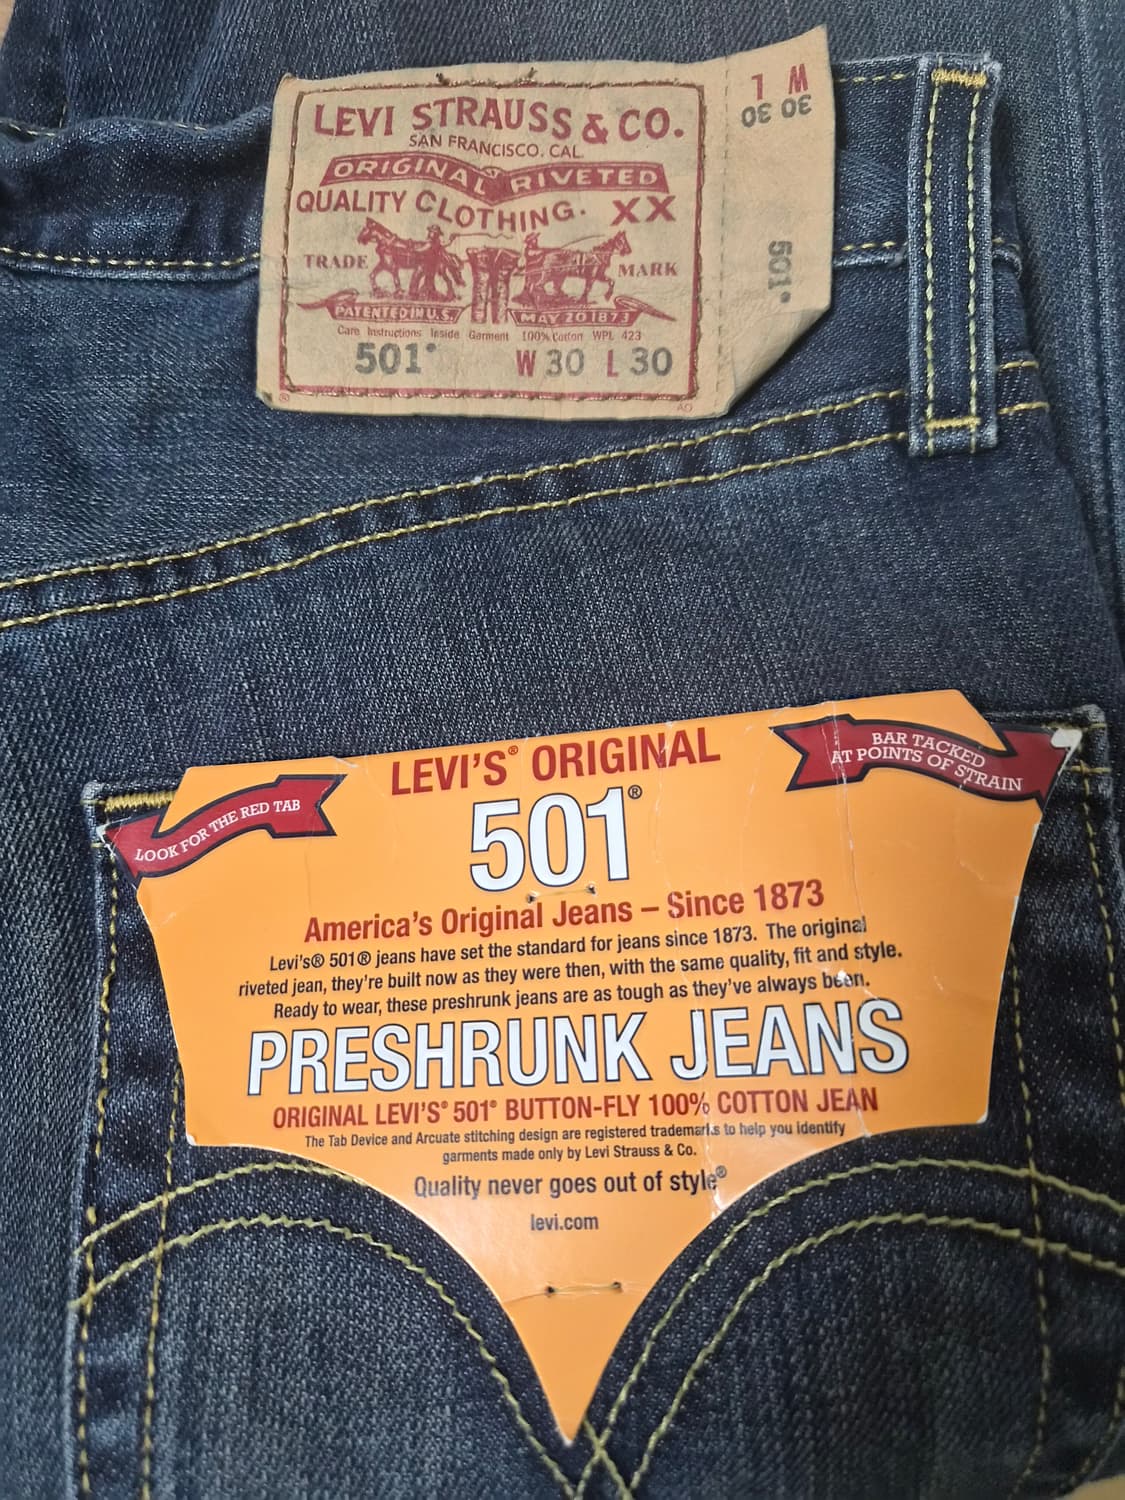 LEVI STRAUSS & CO.
SAN FRANCISCO. CAL.
ORIGINAL RIVETED
QUALITY CLOTHING. XX
TRADE MARK
PATENTED IN U.S. MAY 20 1873
Care Instructions Inside Garment 100% Cotton WPL 423
501® W 30 L 30
®
W L
30 30
501®
LEVI'S® ORIGINAL
501®
LOOK FOR THE RED TAB
BAR TACKED
AT POINTS OF STRAIN
America's Original Jeans – Since 1873
Levi's® 501® jeans have set the standard for jeans since 1873. The original
riveted jean, they're built now as they were then, with the same quality, fit and style.
Ready to wear, these preshrunk jeans are as tough as they've always been.
PRESHRUNK JEANS
ORIGINAL LEVI'S® 501® BUTTON-FLY 100% COTTON JEAN
The Tab Device and Arcuate stitching design are registered trademarks to help you identify
garments made only by Levi Strauss & Co.
Quality never goes out of style®
levi.com